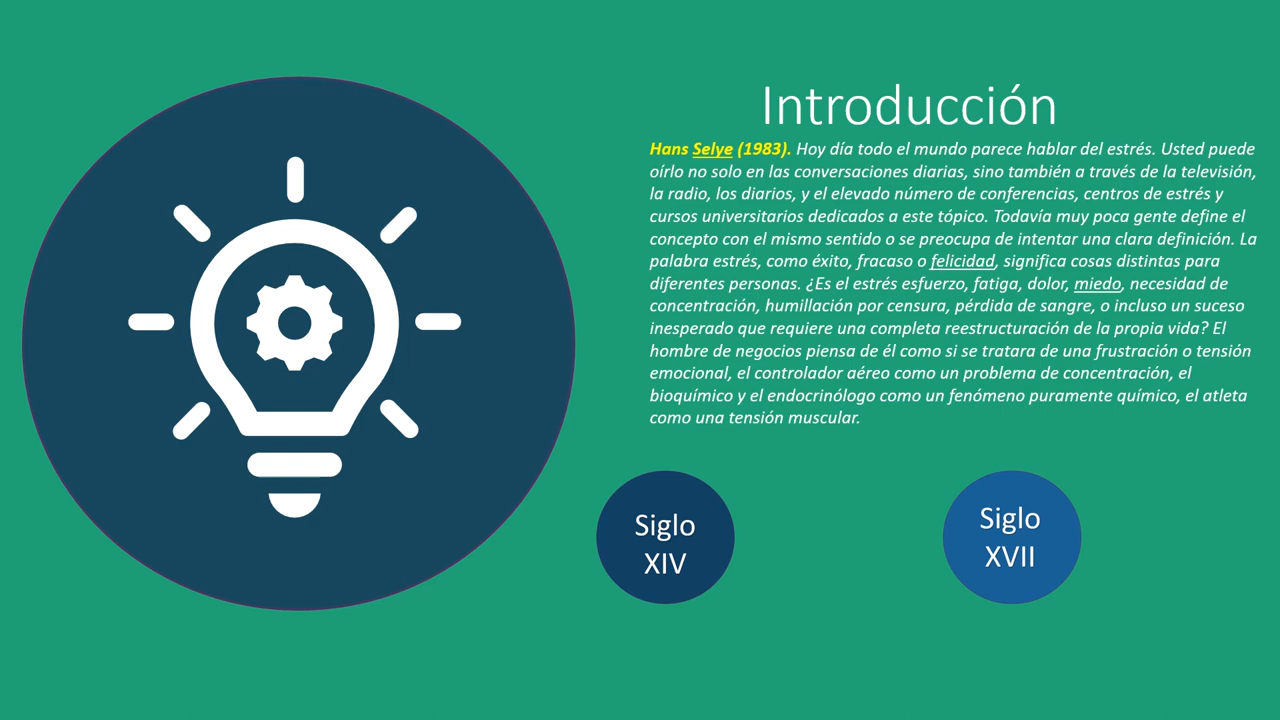 Introducción
Hans Selye (1983). Hoy día todo el mundo parece hablar del estrés. Usted puede
oírlo no solo en las conversaciones diarias, sino también a través de la televisión,
la radio, los diarios, y el elevado número de conferencias, centros de estrés y
cursos universitarios dedicados a este tópico. Todavía muy poca gente define el
concepto con el mismo sentido o se preocupa de intentar una clara definición. La
palabra estrés, como éxito, fracaso o felicidad, significa cosas distintas para
diferentes personas. ¿Es el estrés esfuerzo, fatiga, dolor, miedo, necesidad de
concentración, humillación por censura, pérdida de sangre, o incluso un suceso
inesperado que requiere una completa reestructuración de la propia vida? El
hombre de negocios piensa de él como si se tratara de una frustración o tensión
emocional, el controlador aéreo como un problema de concentración, el
bioquímico y el endocrinólogo como un fenómeno puramente químico, el atleta
como una tensión muscular.
Siglo
XIV
Siglo
XVII